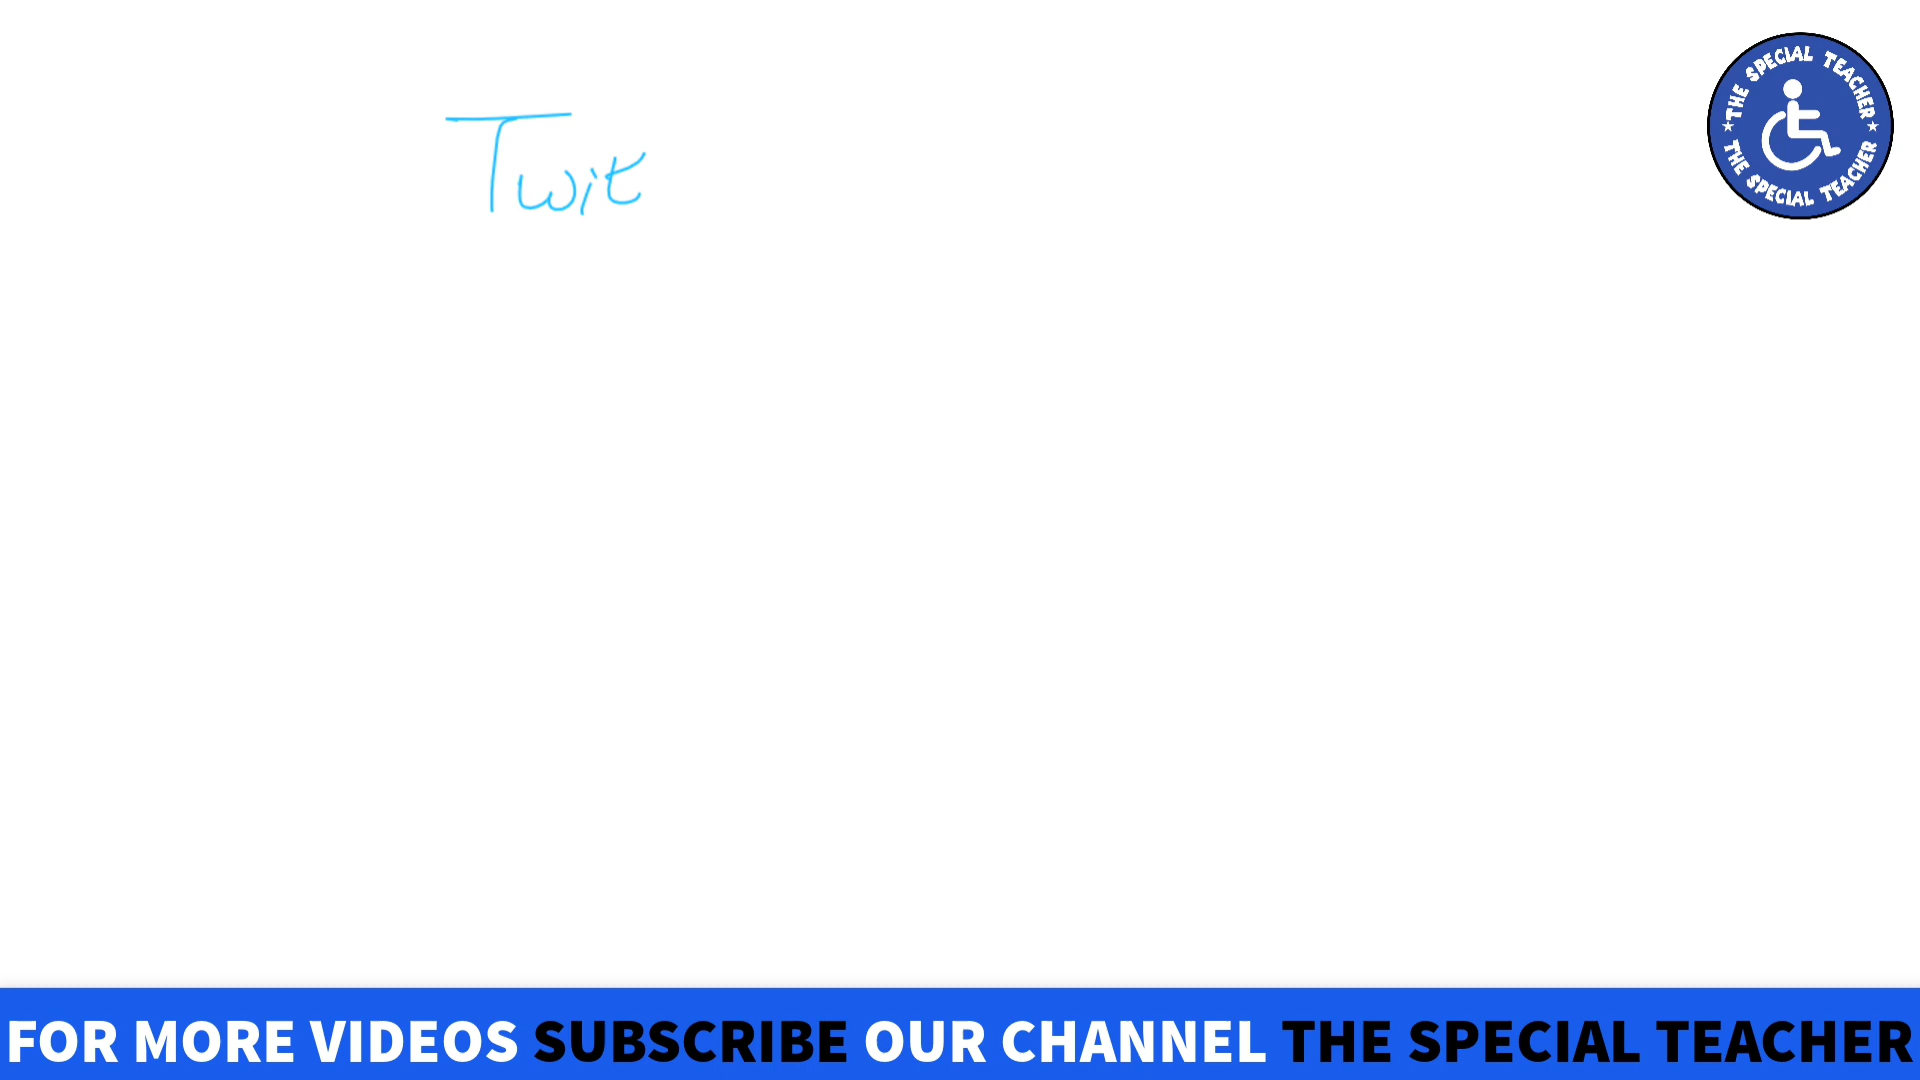 THE SPECIAL TEACHER
THE SPECIAL TEACHER
Twit
FOR MORE VIDEOS SUBSCRIBE OUR CHANNEL THE SPECIAL TEACHER